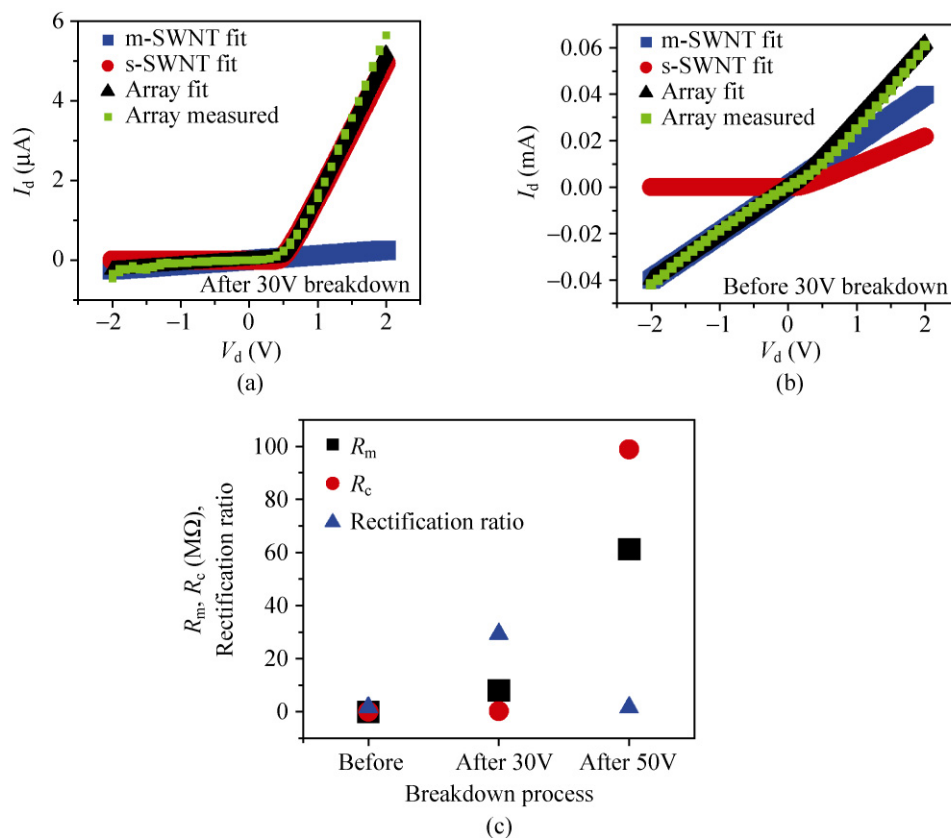 m-SWNT fit
s-SWNT fit
Array fit
Array measured
6
4
2
0
I_d (μA)
After 30V breakdown
−2
−1
0
1
2
V_d (V)
(a)
m-SWNT fit
s-SWNT fit
Array fit
Array measured
0.06
0.04
0.02
0.00
−0.02
−0.04
I_d (mA)
Before 30V breakdown
−2
−1
0
1
2
V_d (V)
(b)
R_m
R_c
Rectification ratio
100
80
60
40
20
0
R_m, R_c (MΩ),
Rectification ratio
Before
After 30V
After 50V
Breakdown process
(c)